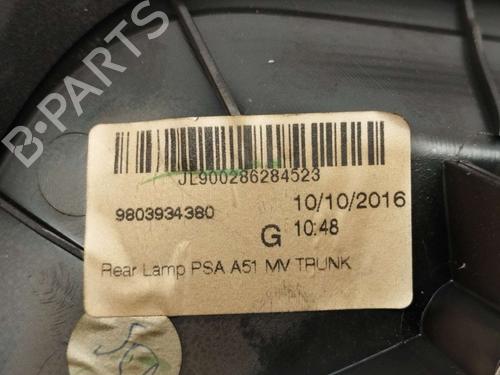 B-PARTS
JL900286284523
9803934380
10/10/2016
G 10:48
Rear Lamp PSA A51 MV TRUNK